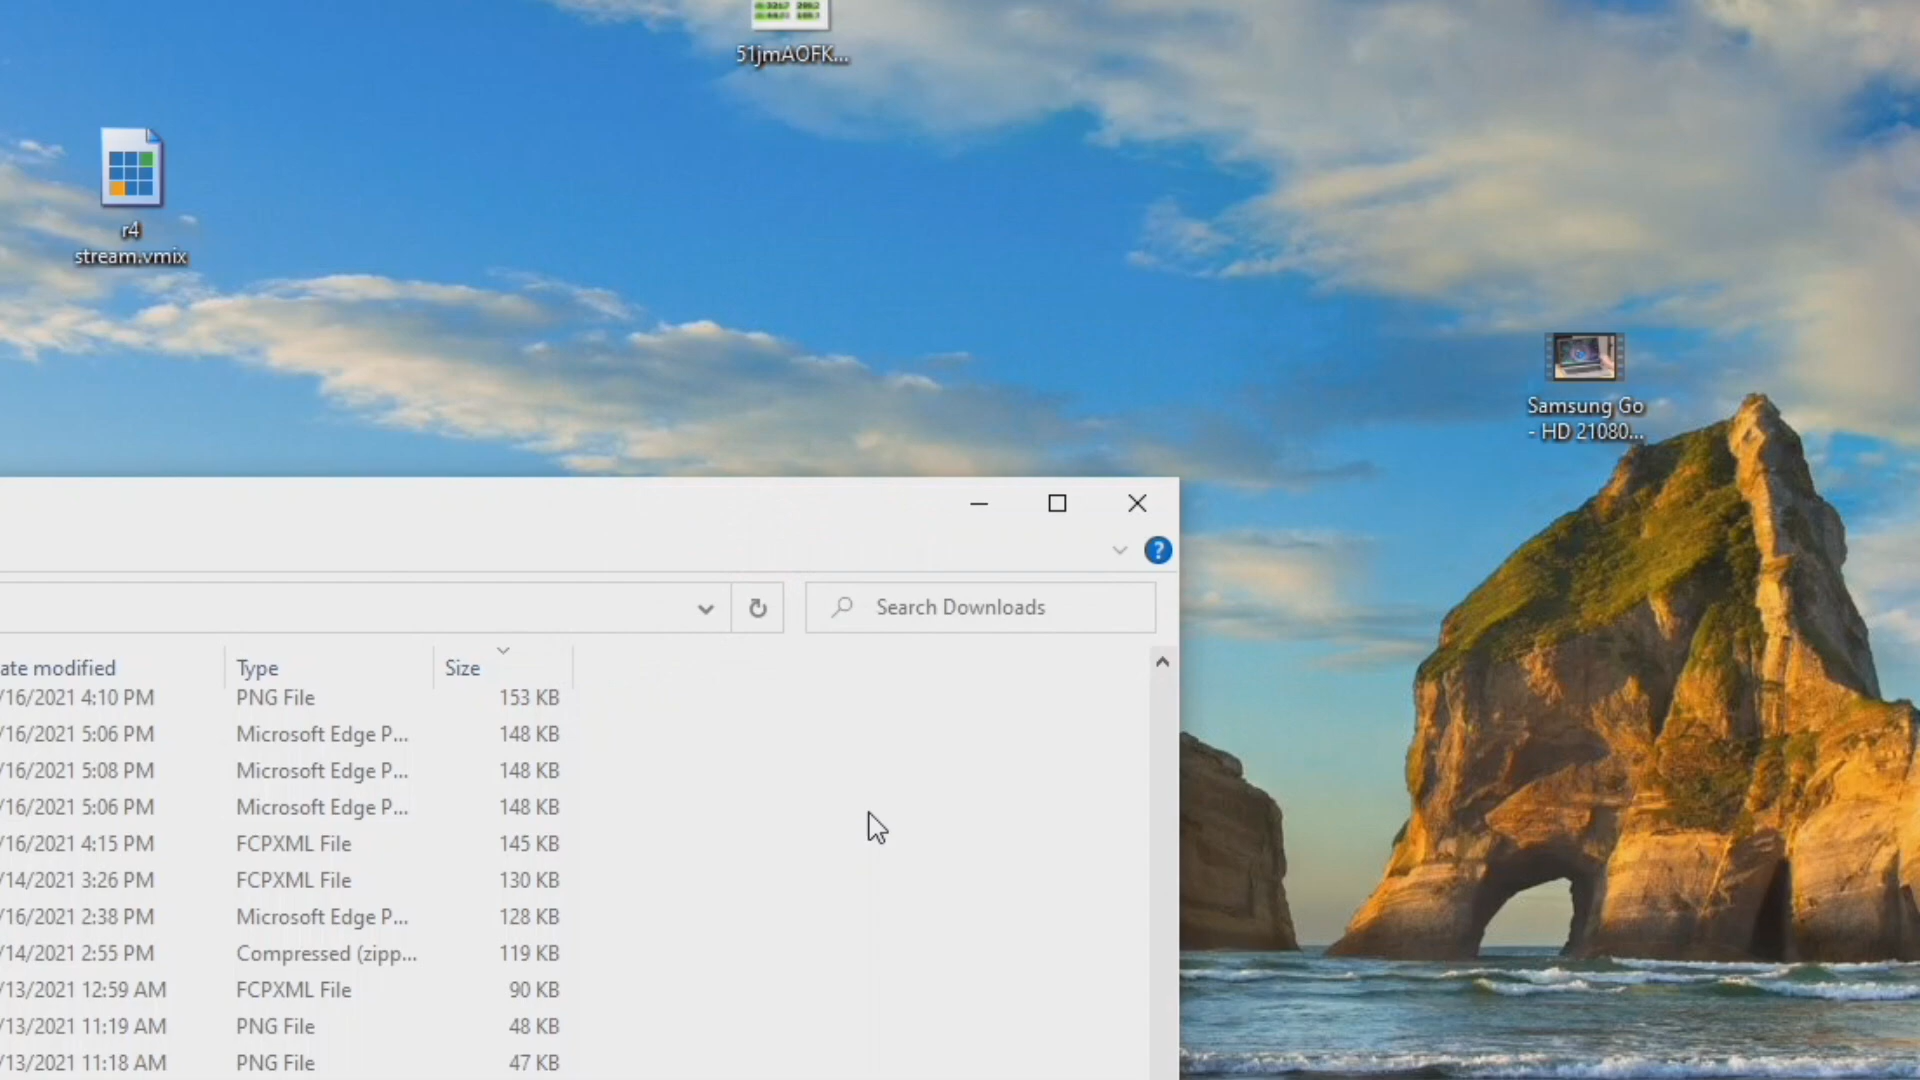 51jmAOFK...
r4
stream.vmix
Samsung Go
- HD 21080...
Search Downloads
ate modified Type Size
/16/2021 4:10 PM PNG File 153 KB
/16/2021 5:06 PM Microsoft Edge P... 148 KB
/16/2021 5:08 PM Microsoft Edge P... 148 KB
/16/2021 5:06 PM Microsoft Edge P... 148 KB
/16/2021 4:15 PM FCPXML File 145 KB
/14/2021 3:26 PM FCPXML File 130 KB
/16/2021 2:38 PM Microsoft Edge P... 128 KB
/14/2021 2:55 PM Compressed (zipp... 119 KB
/13/2021 12:59 AM FCPXML File 90 KB
/13/2021 11:19 AM PNG File 48 KB
/13/2021 11:18 AM PNG File 47 KB